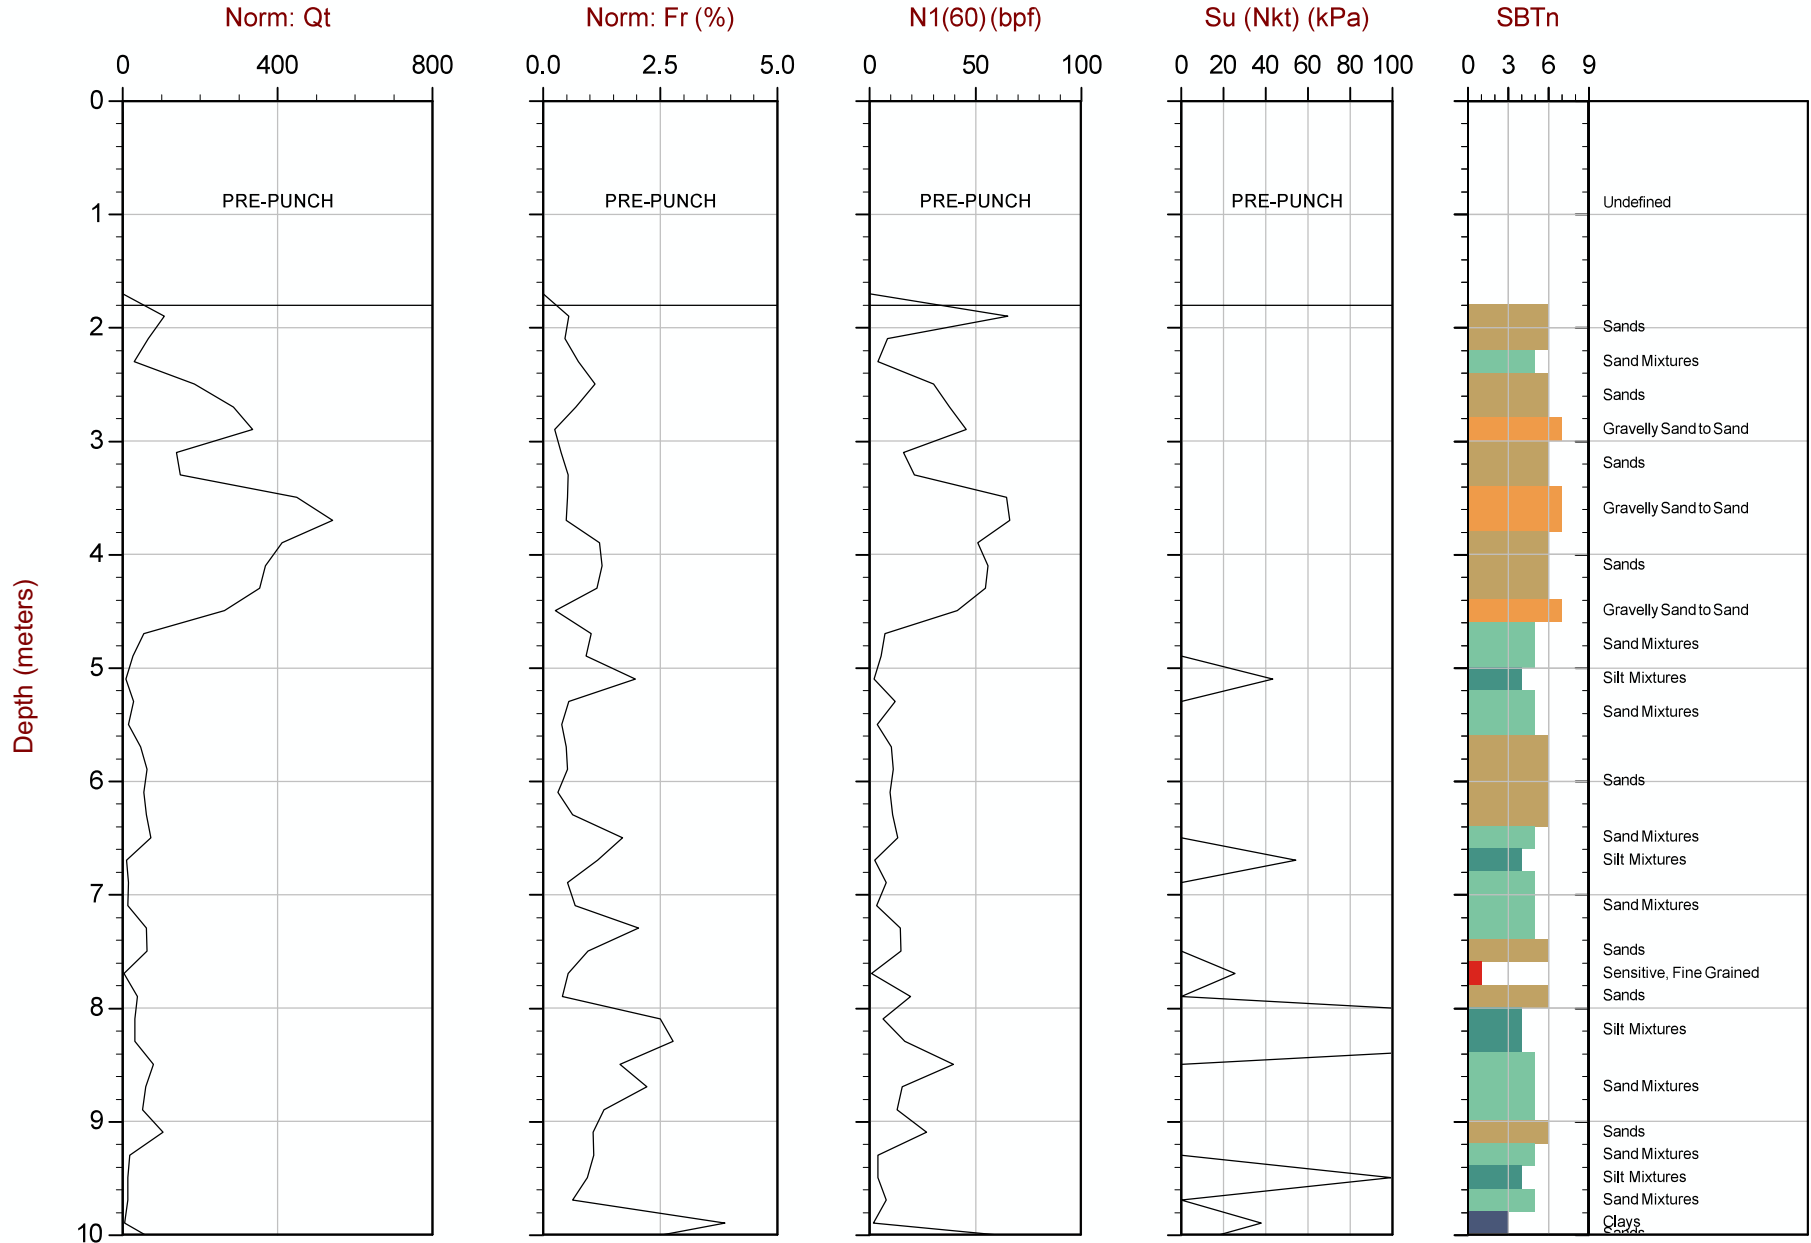 Norm: Qt Norm: Fr (%) N1(60) (bpf) Su (Nkt) (kPa) SBTn
0 400 800 0.0 2.5 5.0 0 50 100 0 20 40 60 80 100 0 3 6 9
0
PRE-PUNCH PRE-PUNCH PRE-PUNCH PRE-PUNCH Undefined
1
2 Sands
Sand Mixtures
Sands
Gravelly Sand to Sand
3
Sands
Gravelly Sand to Sand
4
Sands
Gravelly Sand to Sand
Sand Mixtures
Depth (meters)
5
Silt Mixtures
Sand Mixtures
6 Sands
Sand Mixtures
Silt Mixtures
7
Sand Mixtures
Sands
Sensitive, Fine Grained
Sands
8
Silt Mixtures
Sand Mixtures
9
Sands
Sand Mixtures
Silt Mixtures
Sand Mixtures
Clays
Sands
10